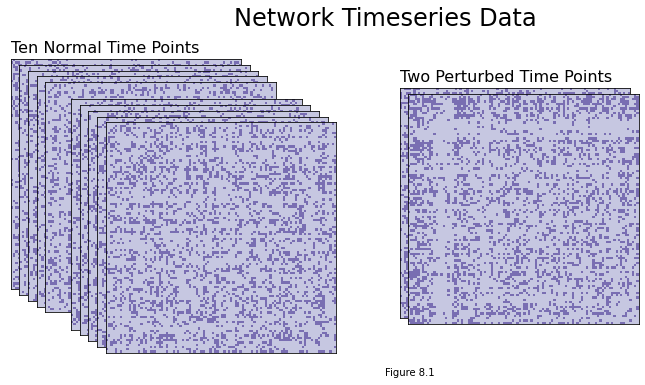 Network Timeseries Data
Ten Normal Time Points
Two Perturbed Time Points
Figure 8.1